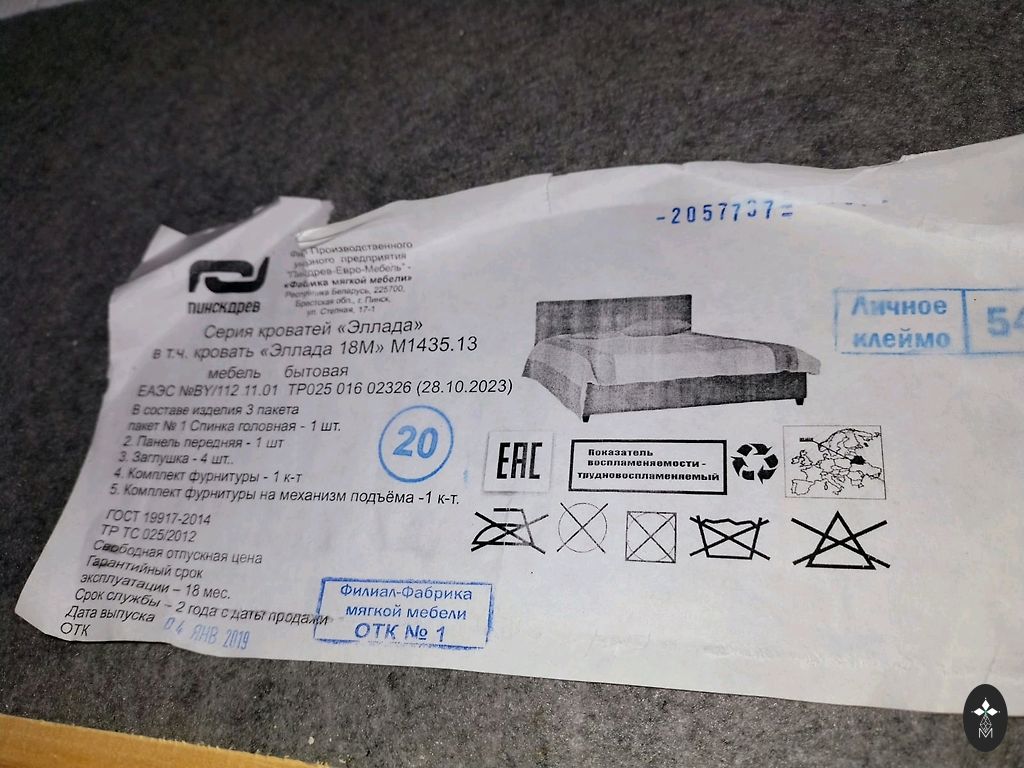 -2057737=
ПИНСКДРЕВ
Производственного
унитарного предприятия
"Пинскдрев-Евро-Мебель" -
«Фабрика мягкой мебели»
Республика Беларусь, 225700,
Брестская обл., г. Пинск,
ул. Степная, 17-1
Серия кроватей «Эллада»
в т.ч. кровать «Эллада 18М» М1435.13
мебель бытовая
ЕАЭС №BY/112 11.01 ТР025 016 02326 (28.10.2023)
В составе изделия 3 пакета
пакет № 1 Спинка головная - 1 шт.
2. Панель передняя - 1 шт
3. Заглушка - 4 шт..
4. Комплект фурнитуры - 1 к-т
5. Комплект фурнитуры на механизм подъёма -1 к-т.
20
ГОСТ 19917-2014
ТР ТС 025/2012
Свободная отпускная цена
Гарантийный срок
эксплуатации – 18 мес.
Срок службы – 2 года с даты продажи
Дата выпуска 04 ЯНВ 2019
ОТК
Филиал-Фабрика
мягкой мебели
ОТК № 1
Личное
клеймо
54
EAC
Показатель
воспламеняемости -
трудновоспламеняемый
M